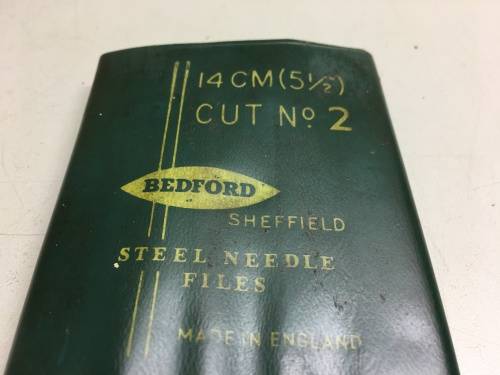 14 CM (5½")
CUT Nº 2
BEDFORD
SHEFFIELD
STEEL NEEDLE
FILES
MADE IN ENGLAND